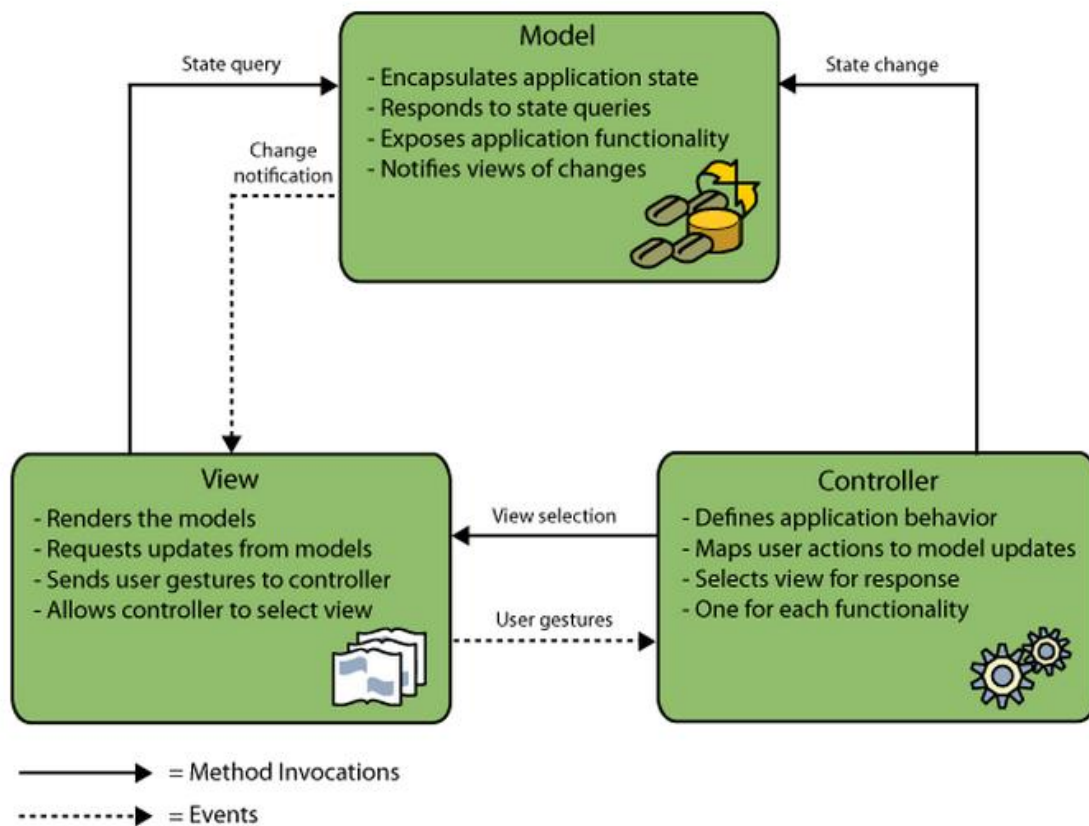 Model
- Encapsulates application state
- Responds to state queries
- Exposes application functionality
- Notifies views of changes
State query
State change
Change
notification
View
- Renders the models
- Requests updates from models
- Sends user gestures to controller
- Allows controller to select view
View selection
User gestures
Controller
- Defines application behavior
- Maps user actions to model updates
- Selects view for response
- One for each functionality
= Method Invocations
= Events